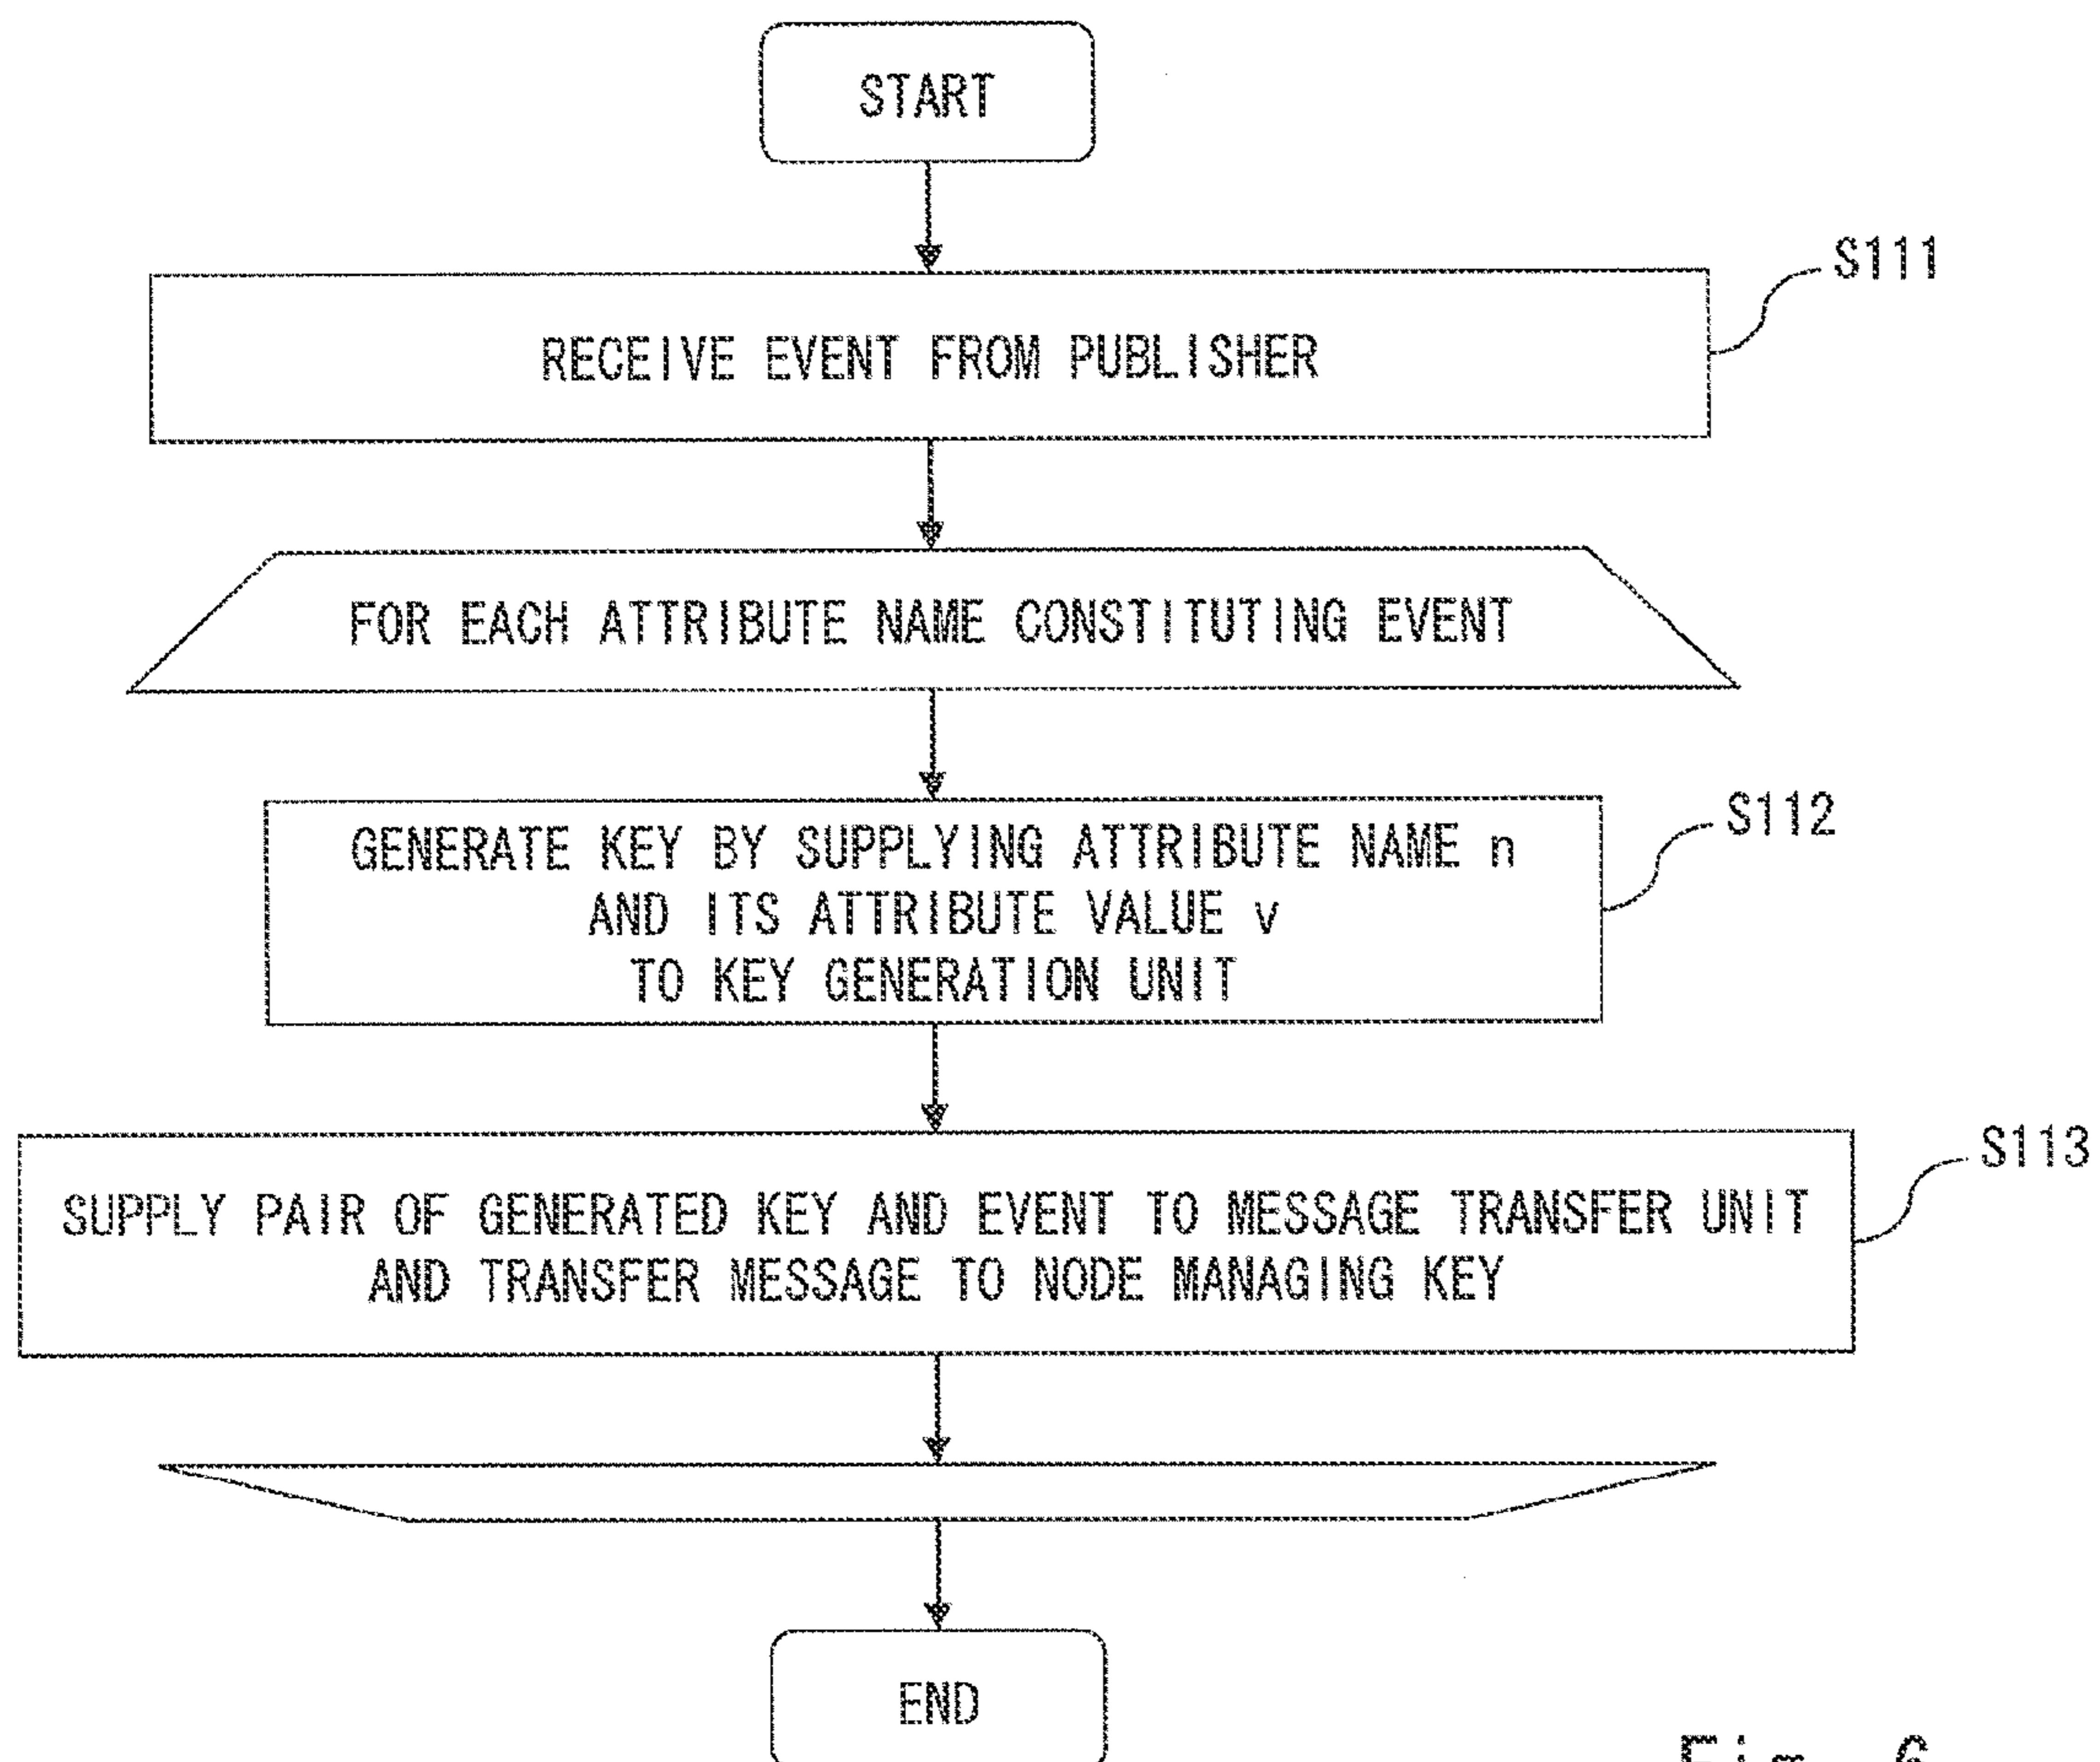 START
S111
RECEIVE EVENT FROM PUBLISHER
FOR EACH ATTRIBUTE NAME CONSTITUTING EVENT
S112
GENERATE KEY BY SUPPLYING ATTRIBUTE NAME n
AND ITS ATTRIBUTE VALUE v
TO KEY GENERATION UNIT
S113
SUPPLY PAIR OF GENERATED KEY AND EVENT TO MESSAGE TRANSFER UNIT
AND TRANSFER MESSAGE TO NODE MANAGING KEY
END
Fig. 6